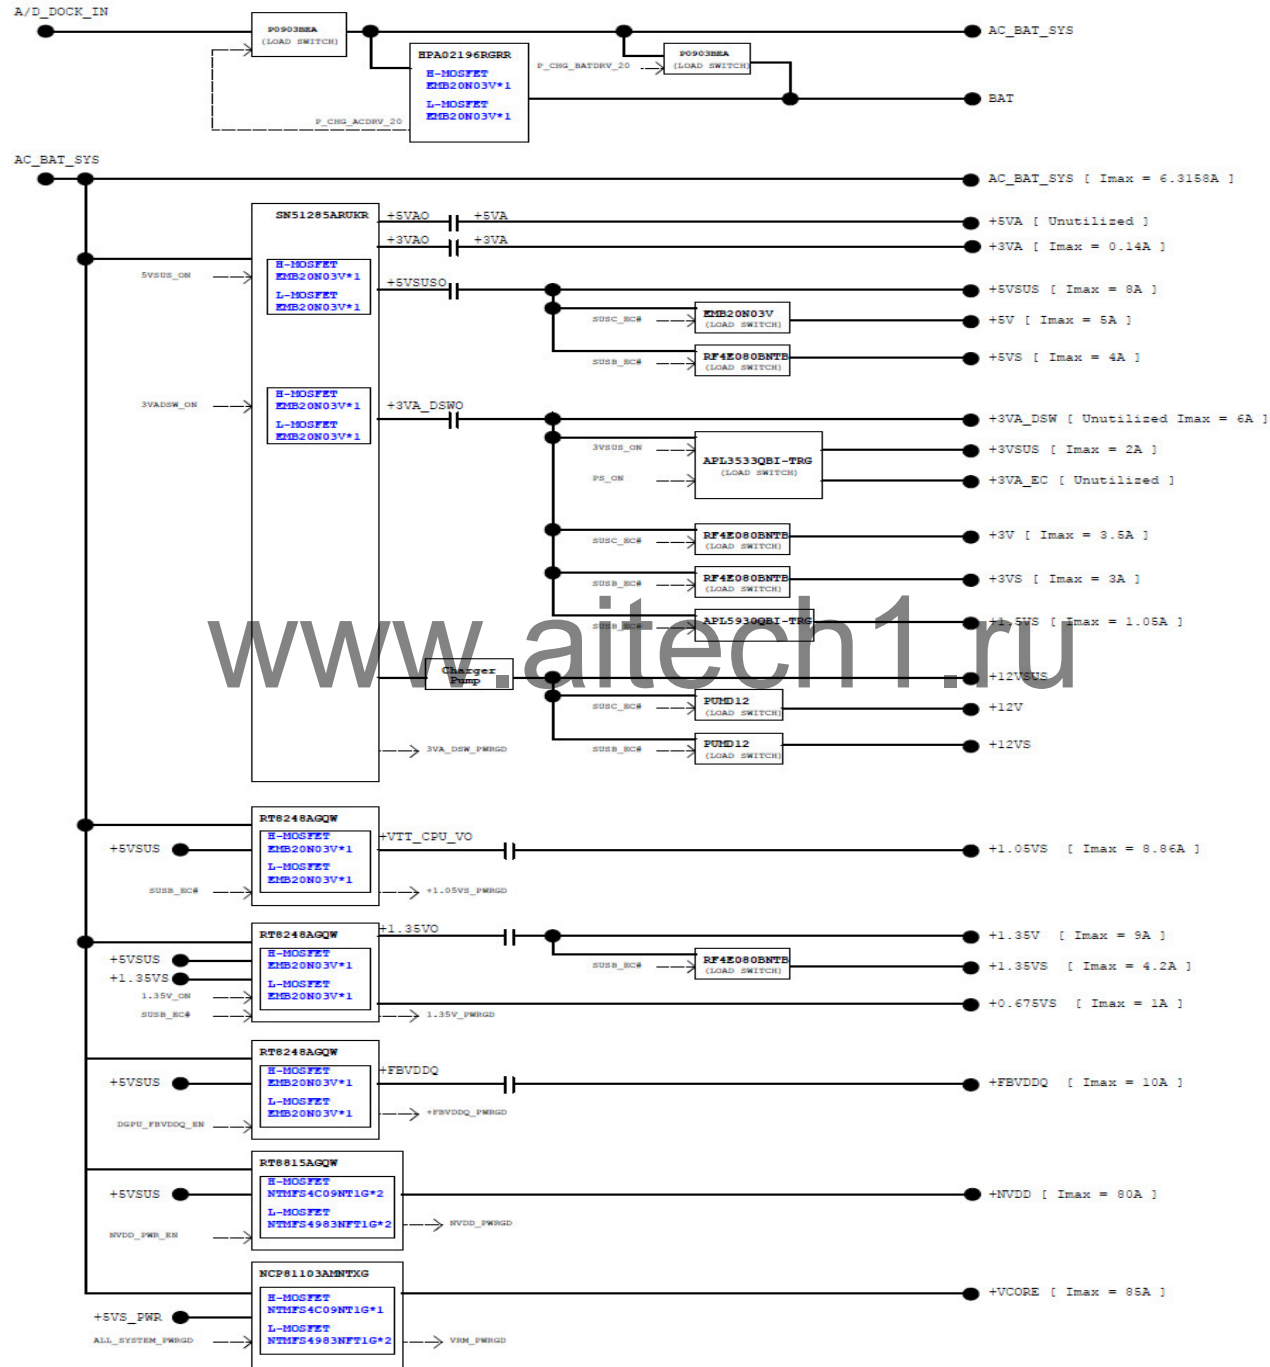 A/D_DOCK_IN
P0903BEA
(LOAD SWITCH)
AC_BAT_SYS
HPA02196RGRR
H-MOSFET
EMB20N03V*1
L-MOSFET
EMB20N03V*1
P_CHG_BATDRV_20
P0903BEA
(LOAD SWITCH)
BAT
P_CHG_ACDRV_20
AC_BAT_SYS
AC_BAT_SYS [ Imax = 6.3158A ]
SN51285ARUKR
+5VAO
+5VA
+5VA [ Unutilized ]
+3VAO
+3VA
+3VA [ Imax = 0.14A ]
5VSUS_ON
H-MOSFET
EMB20N03V*1
L-MOSFET
EMB20N03V*1
+5VSUSO
+5VSUS [ Imax = 8A ]
SUSC_EC#
EMB20N03V
(LOAD SWITCH)
+5V [ Imax = 5A ]
SUSB_EC#
RF4E080BNTB
(LOAD SWITCH)
+5VS [ Imax = 4A ]
3VADSW_ON
H-MOSFET
EMB20N03V*1
L-MOSFET
EMB20N03V*1
+3VA_DSWO
+3VA_DSW [ Unutilized Imax = 6A ]
3VSUS_ON
PS_ON
APL3533QBI-TRG
(LOAD SWITCH)
+3VSUS [ Imax = 2A ]
+3VA_EC [ Unutilized ]
SUSC_EC#
RF4E080BNTB
(LOAD SWITCH)
+3V [ Imax = 3.5A ]
SUSB_EC#
RF4E080BNTB
(LOAD SWITCH)
+3VS [ Imax = 3A ]
SUSB_EC#
APL5930QBI-TRG
+1.5VS [ Imax = 1.05A ]
www.aitech1.ru
Charger
Pump
+12VSUS
SUSC_EC#
PUMD12
(LOAD SWITCH)
+12V
SUSB_EC#
PUMD12
(LOAD SWITCH)
+12VS
3VA_DSW_PWRGD
RT8248AGQW
H-MOSFET
EMB20N03V*1
L-MOSFET
EMB20N03V*1
+5VSUS
SUSB_EC#
+VTT_CPU_VO
+1.05VS_PWRGD
+1.05VS [ Imax = 8.86A ]
RT8248AGQW
H-MOSFET
EMB20N03V*1
L-MOSFET
EMB20N03V*1
+5VSUS
+1.35VS
1.35V_ON
SUSB_EC#
+1.35VO
+1.35V [ Imax = 9A ]
SUSB_EC#
RF4E080BNTB
(LOAD SWITCH)
+1.35VS [ Imax = 4.2A ]
+0.675VS [ Imax = 1A ]
1.35V_PWRGD
RT8248AGQW
H-MOSFET
EMB20N03V*1
L-MOSFET
EMB20N03V*1
+5VSUS
DGPU_FBVDDQ_EN
+FBVDDQ
+FBVDDQ_PWRGD
+FBVDDQ [ Imax = 10A ]
RT8815AGQW
H-MOSFET
NTMFS4C09NT1G*2
L-MOSFET
NTMFS4983NFT1G*2
+5VSUS
NVDD_PWR_EN
NVDD_PWRGD
+NVDD [ Imax = 80A ]
NCP81103AMNTXG
H-MOSFET
NTMFS4C09NT1G*1
L-MOSFET
NTMFS4983NFT1G*2
+5VS_PWR
ALL_SYSTEM_PWRGD
VRM_PWRGD
+VCORE [ Imax = 85A ]